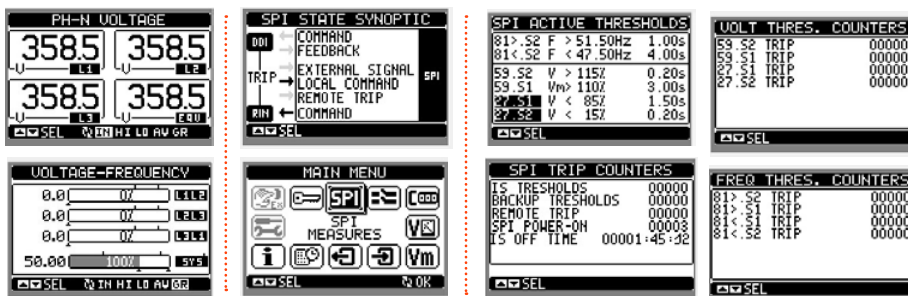 PH-N VOLTAGE
358.5 358.5
V L1 V L2
358.5 358.5
V L3 V EQU
SEL IN HI LO AV GR
SPI STATE SYNOPTIC
DDI
COMMAND
FEEDBACK
TRIP
EXTERNAL SIGNAL
LOCAL COMMAND
REMOTE TRIP
SPI
RIN COMMAND
SEL
SPI ACTIVE THRESHOLDS
81>.S2 F > 51.50Hz 1.00s
81<.S2 F < 47.50Hz 4.00s
59.S2 V > 115% 0.20s
59.S1 Vm> 110% 3.00s
27.S1 V < 85% 1.50s
27.S2 V < 15% 0.20s
SEL
VOLT THRES. COUNTERS
59.S2 TRIP 00000
59.S1 TRIP 00000
27.S1 TRIP 00000
27.S2 TRIP 00000
SEL
VOLTAGE-FREQUENCY
0.0 0% L1L2
0.0 0% L2L3
0.0 0% L3L1
50.00 100% SYS
SEL IN HI LO AV GR
MAIN MENU
SPI
SPI
MEASURES
V
i
Vm
SEL OK
SPI TRIP COUNTERS
IS TRESHOLDS 00000
BACKUP TRESHOLDS 00000
REMOTE TRIP 00000
SPI POWER-ON 00003
IS OFF TIME 00001:45:32
SEL
FREQ THRES. COUNTERS
81>.S2 TRIP 00000
81>.S1 TRIP 00000
81<.S1 TRIP 00000
81<.S2 TRIP 00000
SEL